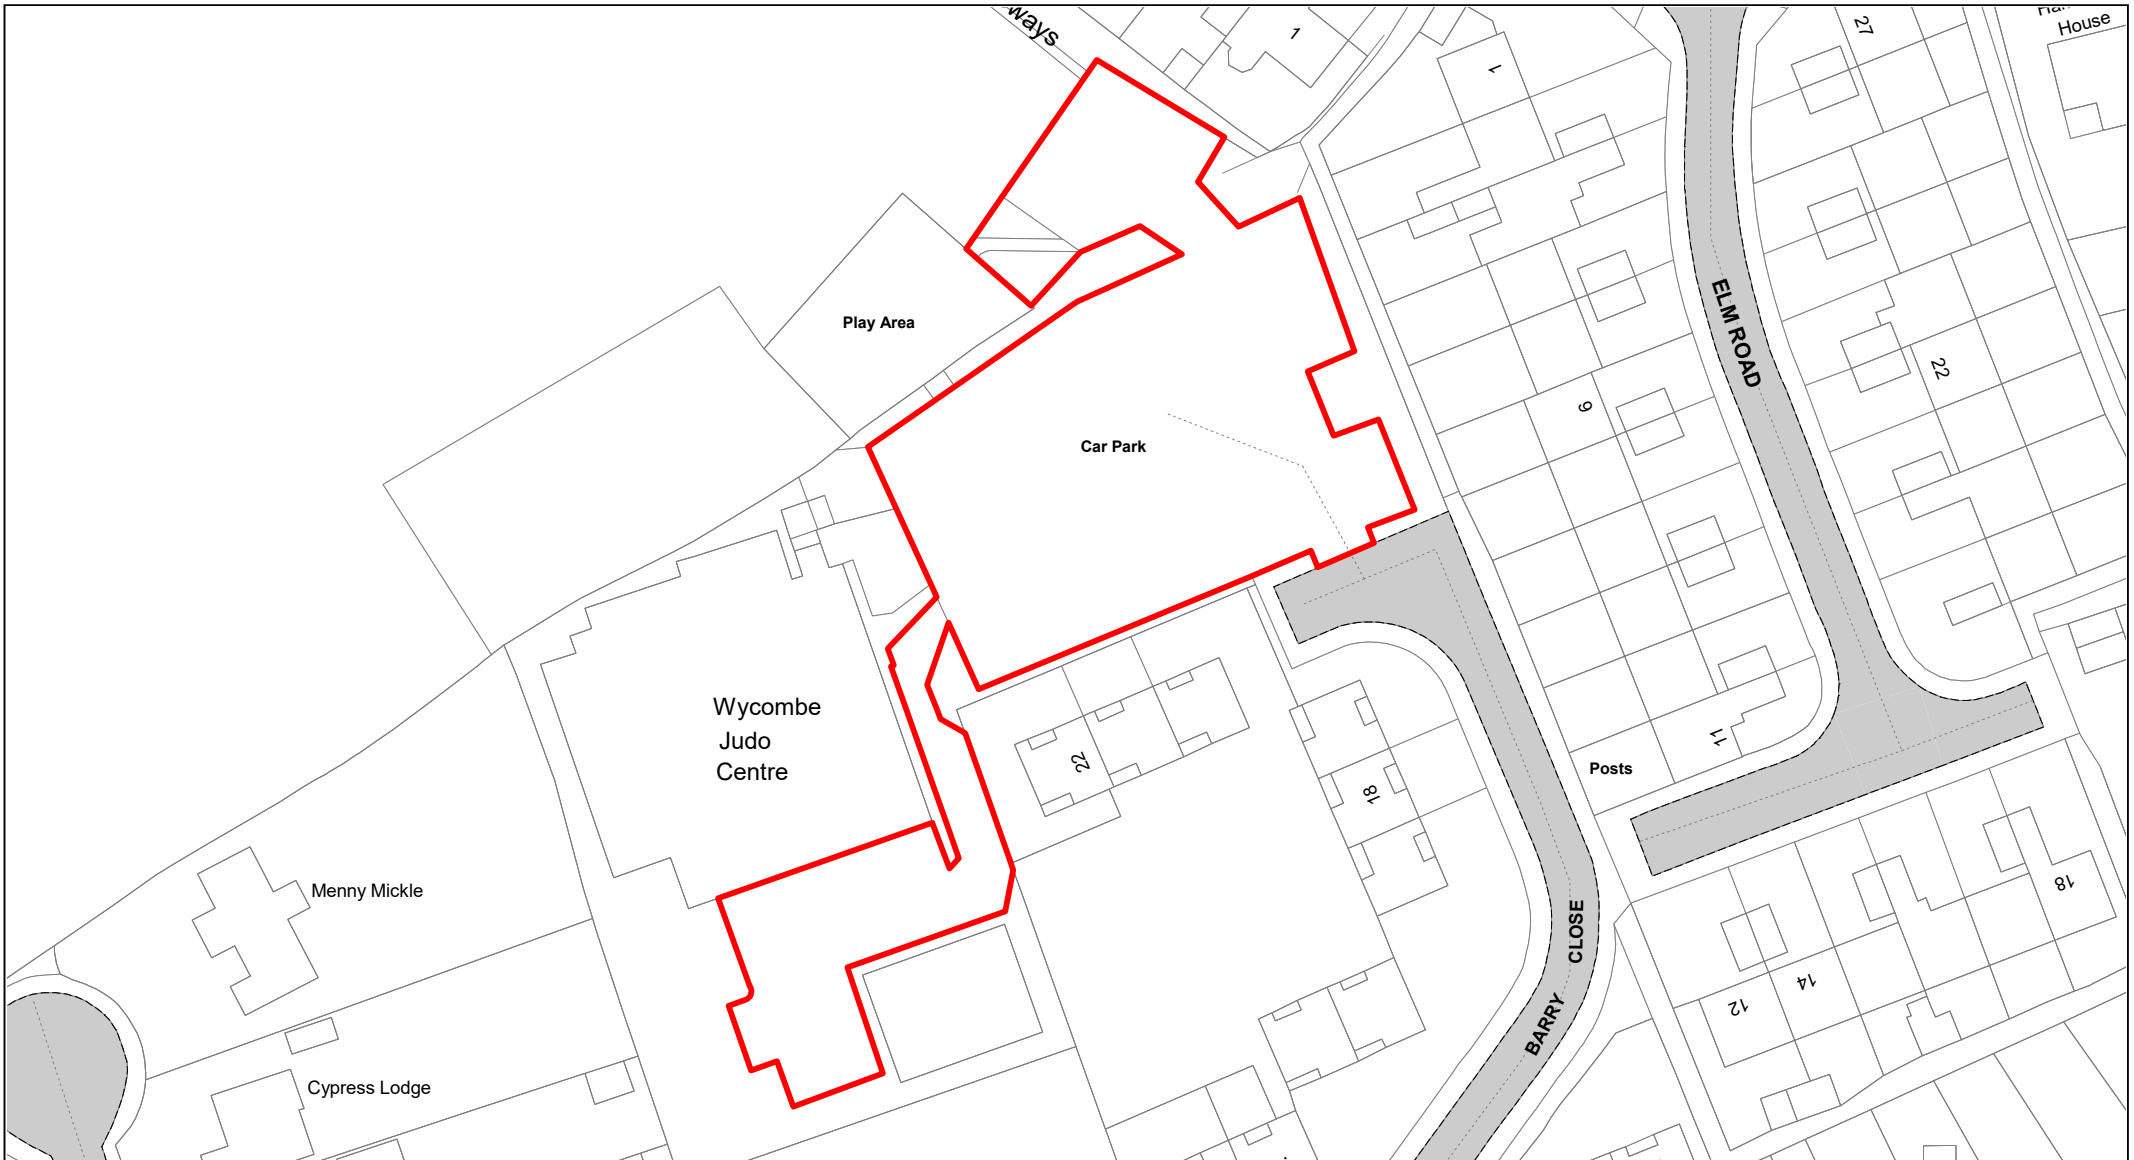 ways
1
1
27
House
Play Area
ELM ROAD
22
9
Car Park
Wycombe
Judo
Centre
22
18
11
Posts
Menny Mickle
CLOSE
BARRY
18
14
12
Cypress Lodge